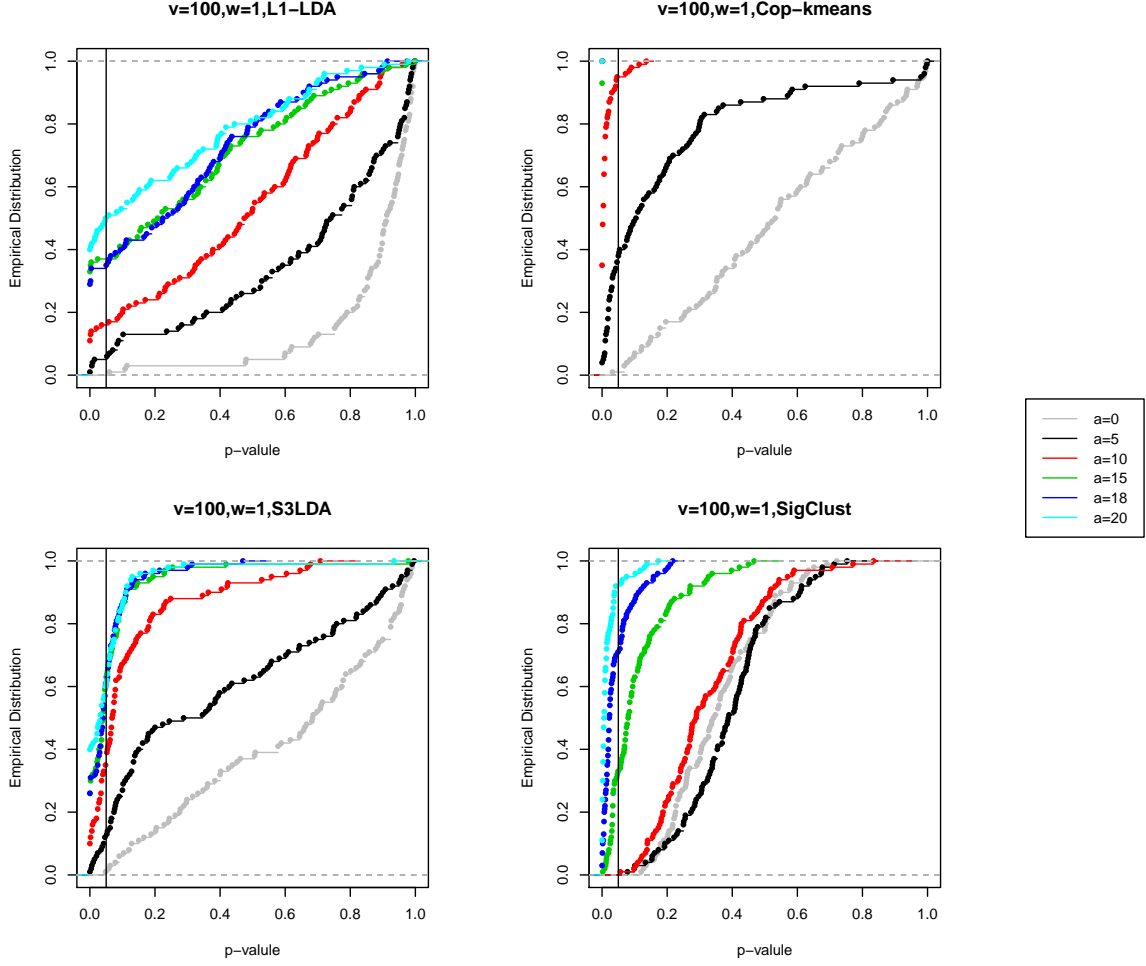 v=100,w=1,L1−LDA
Empirical Distribution
0.0 0.2 0.4 0.6 0.8 1.0
0.0 0.2 0.4 0.6 0.8 1.0
p−valule
v=100,w=1,Cop−kmeans
Empirical Distribution
0.0 0.2 0.4 0.6 0.8 1.0
0.0 0.2 0.4 0.6 0.8 1.0
p−valule
a=0
a=5
a=10
a=15
a=18
a=20
v=100,w=1,S3LDA
Empirical Distribution
0.0 0.2 0.4 0.6 0.8 1.0
0.0 0.2 0.4 0.6 0.8 1.0
p−valule
v=100,w=1,SigClust
Empirical Distribution
0.0 0.2 0.4 0.6 0.8 1.0
0.0 0.2 0.4 0.6 0.8 1.0
p−valule